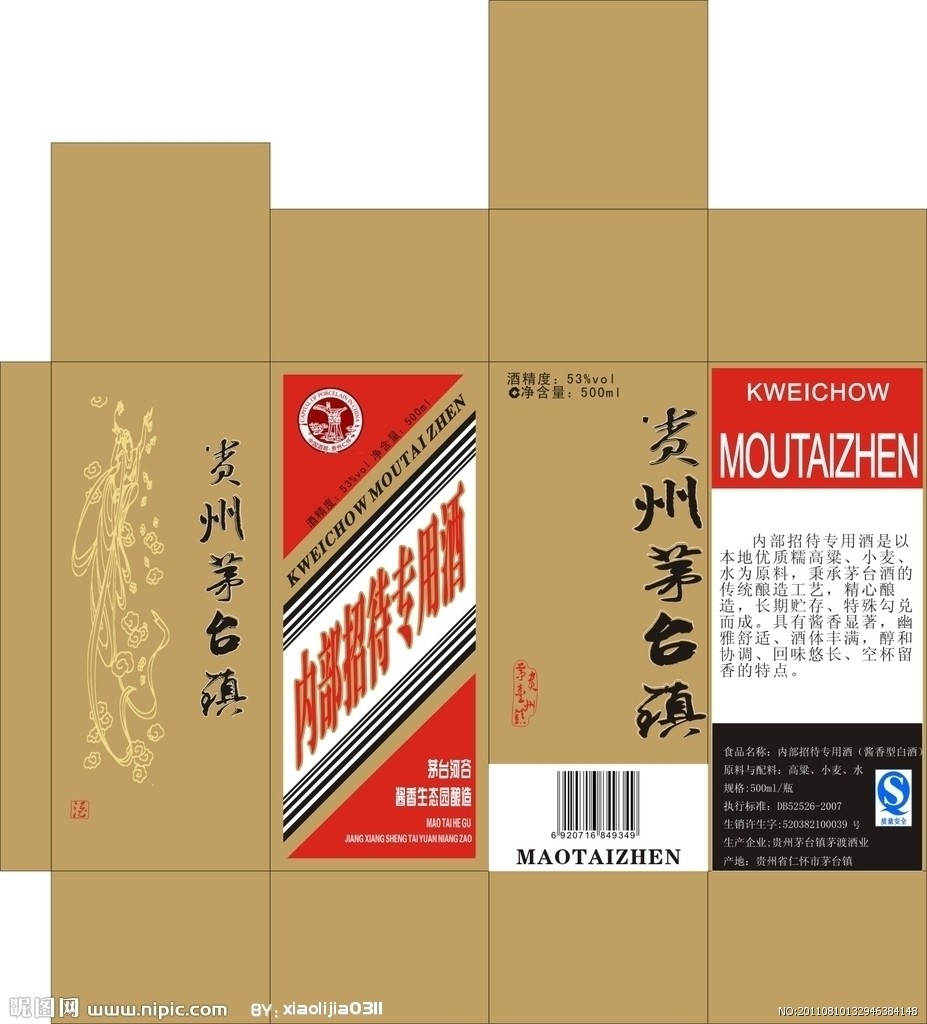 贵州茅台镇
CAPITAL OF PORCELAIN IN CHINA
酒精度：53%vol 净含量：500ml
KWEICHOW MOUTAI ZHEN
内部招待专用酒
茅台河谷
酱香生态园酿造
MAO TAI HE GU
JIANG XIANG SHENG TAI YUAN NIANG ZAO
酒精度：53%vol
净含量：500ml
贵州茅台镇
贵州
茅台镇
6 920716 849349
MAOTAIZHEN
KWEICHOW
MOUTAIZHEN
内部招待专用酒是以
本地优质糯高粱、小麦、
水为原料，秉承茅台酒的
传统酿造工艺，精心酿
造，长期贮存、特殊勾兑
而成。具有酱香显著，幽
雅舒适、酒体丰满，醇和
协调、回味悠长、空杯留
香的特点。
食品名称：内部招待专用酒（酱香型白酒）
原料与配料：高粱、小麦、水
规格:500ml/瓶
执行标准：DB52526-2007
生销许生字:520382100039 号
生产企业;贵州茅台镇茅渡酒业
产地：贵州省仁怀市茅台镇
质量安全
昵图网 www.nipic.com BY: xiaolijia0311
NO:20110810132946384148